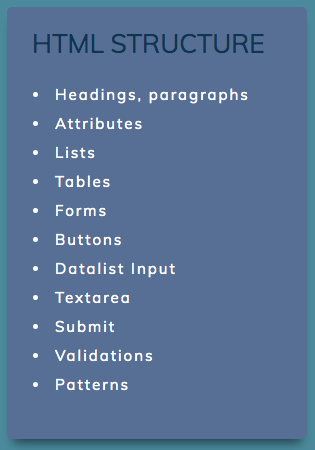 HTML STRUCTURE
• Headings, paragraphs
• Attributes
• Lists
• Tables
• Forms
• Buttons
• Datalist Input
• Textarea
• Submit
• Validations
• Patterns